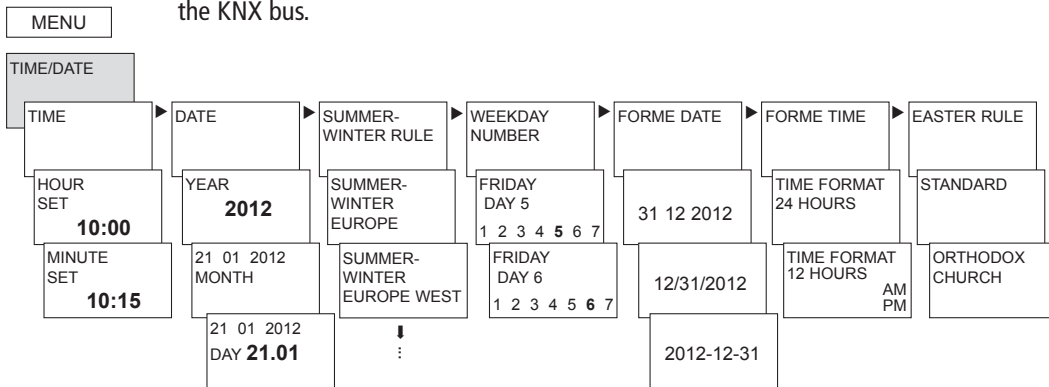 the KNX bus.
MENU
TIME/DATE
TIME
HOUR
SET
10:00
MINUTE
SET
10:15
DATE
YEAR
2012
21 01 2012
MONTH
21 01 2012
DAY 21.01
SUMMER-
WINTER RULE
SUMMER-
WINTER
EUROPE
SUMMER-
WINTER
EUROPE WEST
WEEKDAY
NUMBER
FRIDAY
DAY 5
1 2 3 4 5 6 7
FRIDAY
DAY 6
1 2 3 4 5 6 7
FORME DATE
31 12 2012
12/31/2012
2012-12-31
FORME TIME
TIME FORMAT
24 HOURS
TIME FORMAT
12 HOURS
AM
PM
EASTER RULE
STANDARD
ORTHODOX
CHURCH